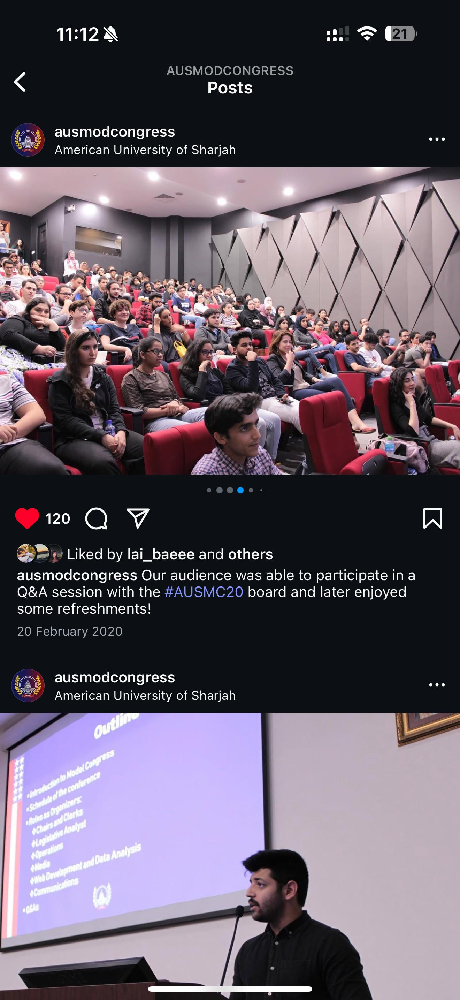 11:12
21
AUSMODCONGRESS
Posts
ausmodcongress
American University of Sharjah
120
Liked by lai_baeee and others
ausmodcongress Our audience was able to participate in a
Q&A session with the #AUSMC20 board and later enjoyed
some refreshments!
20 February 2020
ausmodcongress
American University of Sharjah
Outline
▪Introduction to Model Congress
▪Schedule of the conference
▪Roles as Organizers:
❖Chairs and Clerks
❖Legislative Analyst
❖Operations
❖Media
❖Web Development and Data Analysis
❖Communications
▪Q&As